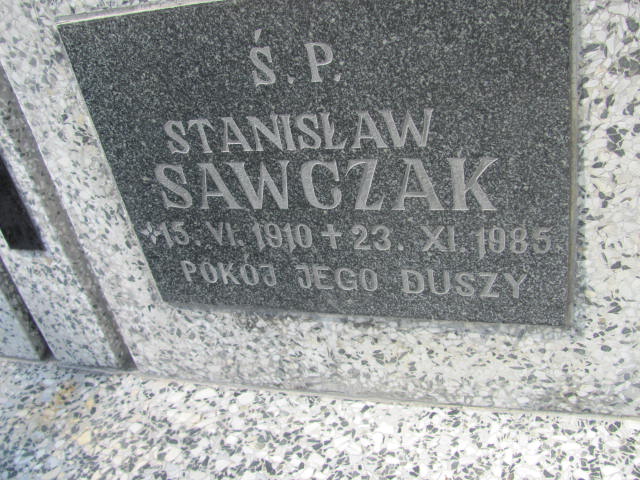 Ś. P.
STANISŁAW
SAWCZAK
*15. VI. 1910 + 23. XI. 1985.
POKÓJ JEGO DUSZY